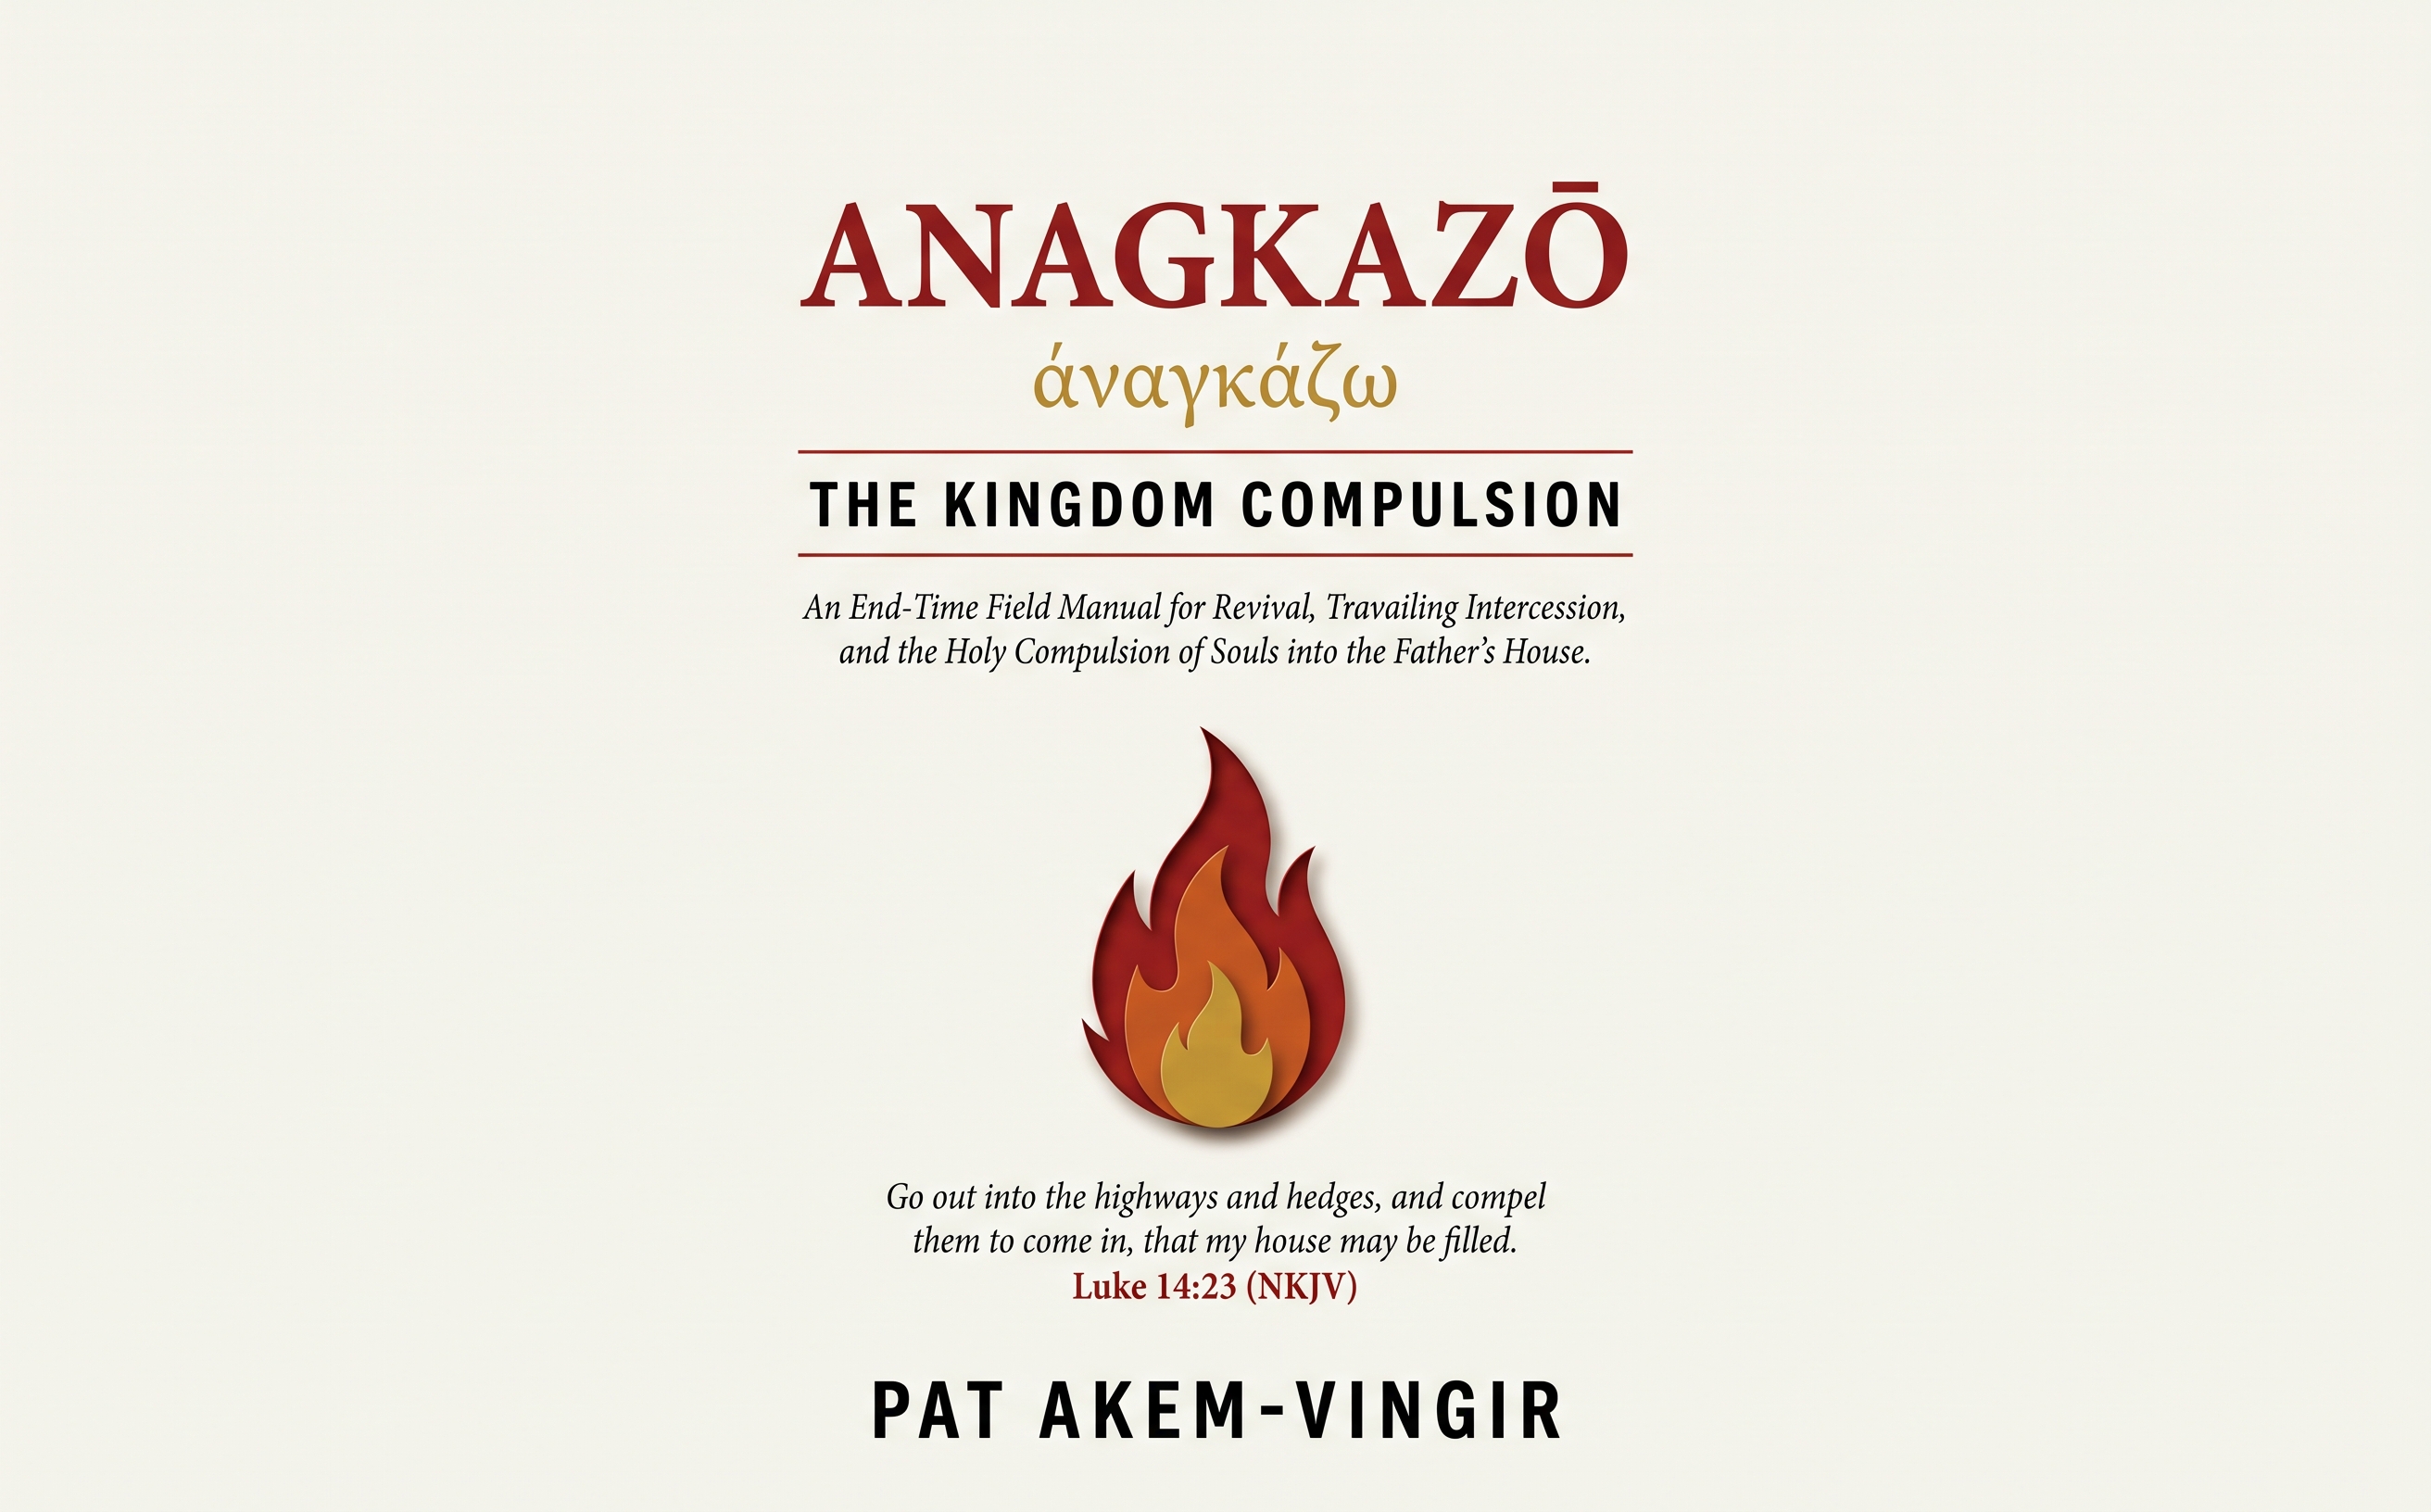 ANAGKAZŌ
άναγκάζω
THE KINGDOM COMPULSION
An End-Time Field Manual for Revival, Travailing Intercession,
and the Holy Compulsion of Souls into the Father’s House.
Go out into the highways and hedges, and compel
them to come in, that my house may be filled.
Luke 14:23 (NKJV)
PAT AKEM-VINGIR